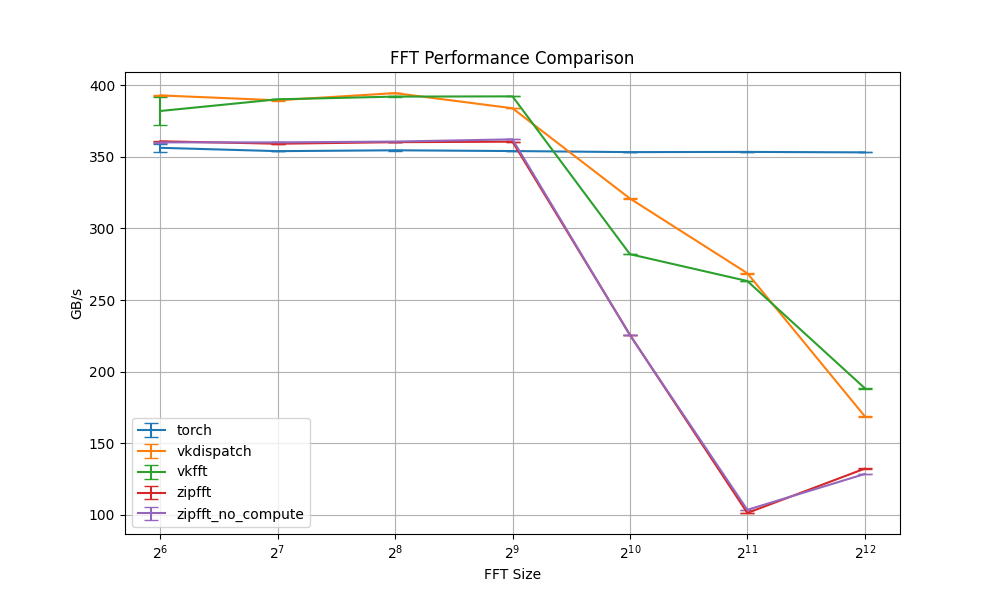 FFT Performance Comparison
GB/s
400
350
300
250
200
150
100
torch
vkdispatch
vkfft
zipfft
zipfft_no_compute
2⁶ 2⁷ 2⁸ 2⁹ 2¹⁰ 2¹¹ 2¹²
FFT Size